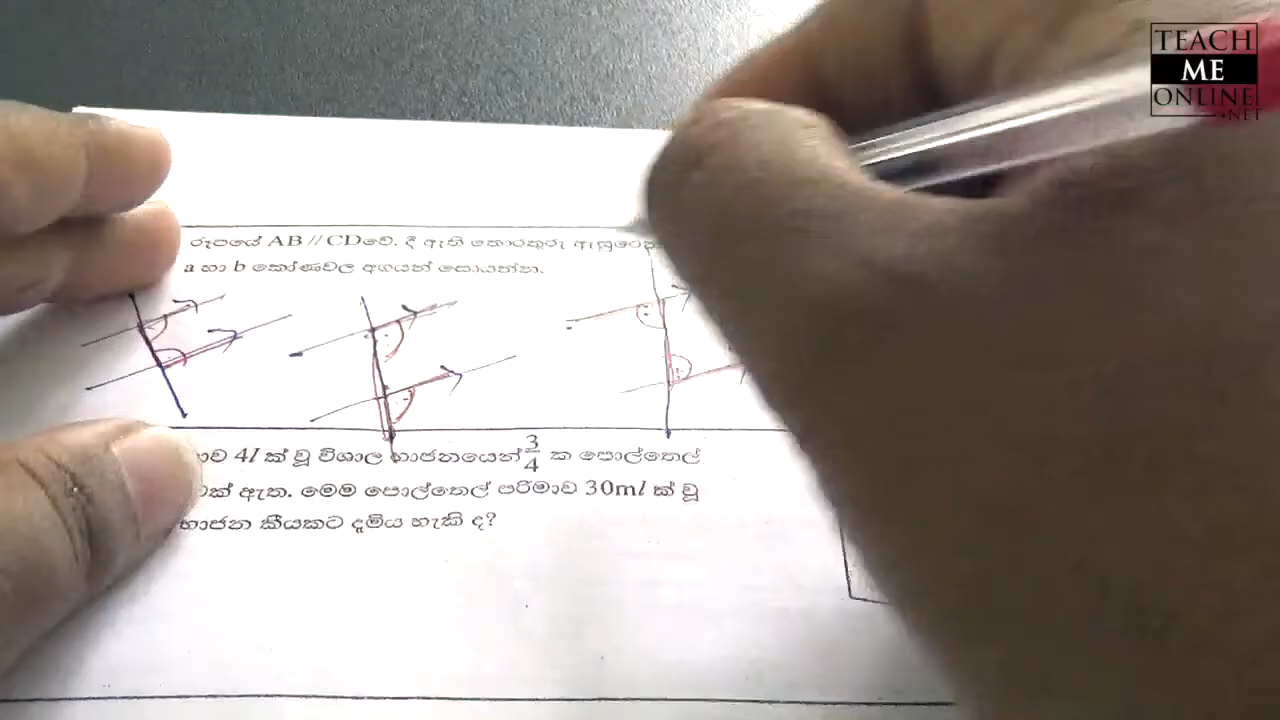 TEACH
ME
ONLINE
.NET
රූපයේ AB // CD වේ. දී ඇති තොරතුරු ඇසුරෙන්
a හා b කෝණවල අගයන් සොයන්න.
4l ක් වූ විශාල භාජනයෙන් 3/4 ක පොල්තෙල්
ඇත. මෙම පොල්තෙල් පරිමාව 30ml ක් වූ
භාජන කීයකට දැමිය හැකි ද?